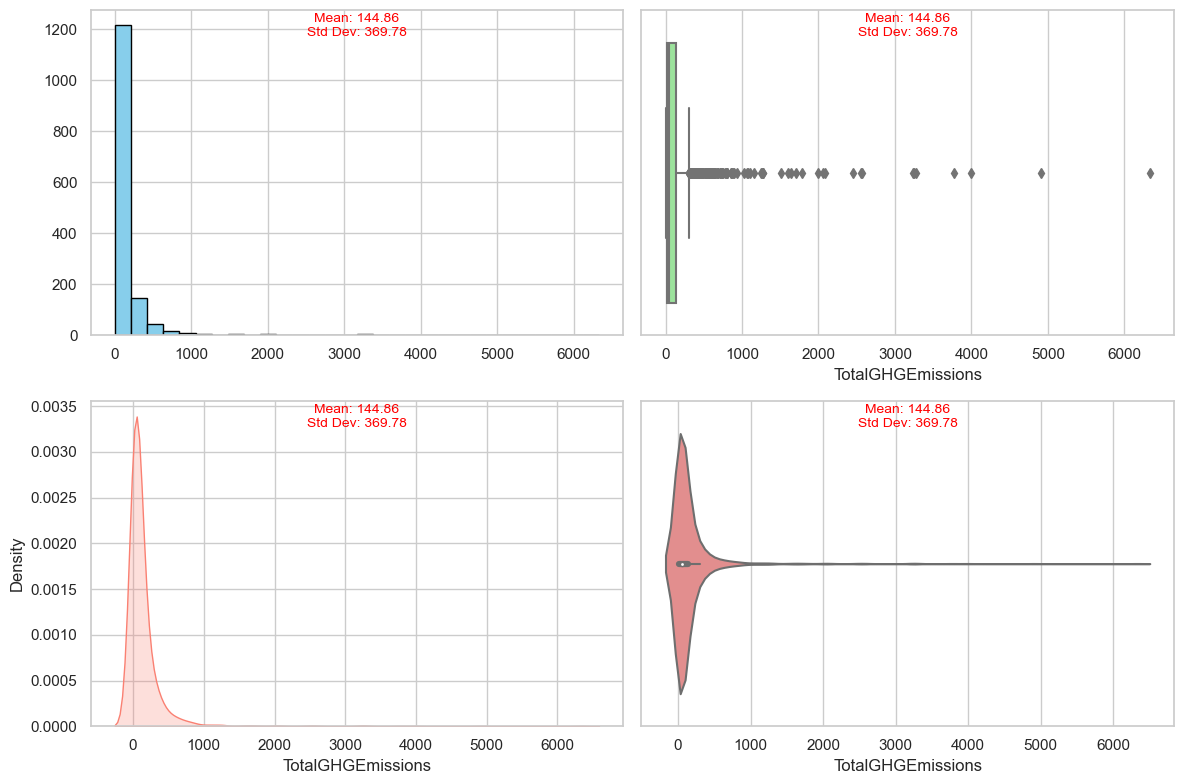 Mean: 144.86
Std Dev: 369.78
1200
1000
800
600
400
200
0
0 1000 2000 3000 4000 5000 6000
Mean: 144.86
Std Dev: 369.78
0 1000 2000 3000 4000 5000 6000
TotalGHGEmissions
Mean: 144.86
Std Dev: 369.78
Density
0.0035
0.0030
0.0025
0.0020
0.0015
0.0010
0.0005
0.0000
0 1000 2000 3000 4000 5000 6000
TotalGHGEmissions
Mean: 144.86
Std Dev: 369.78
0 1000 2000 3000 4000 5000 6000
TotalGHGEmissions